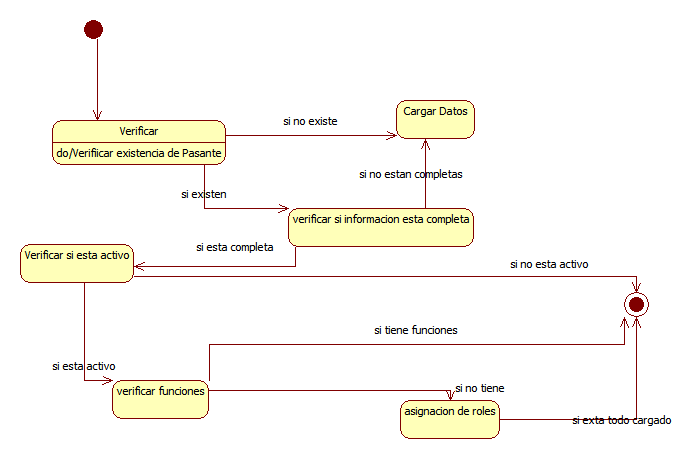 Cargar Datos
si no existe
Verificar
do/Verificar existencia de Pasante
si no estan completas
si existen
verificar si informacion esta completa
si esta completa
Verificar si esta activo
si no esta activo
si tiene funciones
si esta activo
verificar funciones
si no tiene
asignacion de roles
si exta todo cargado